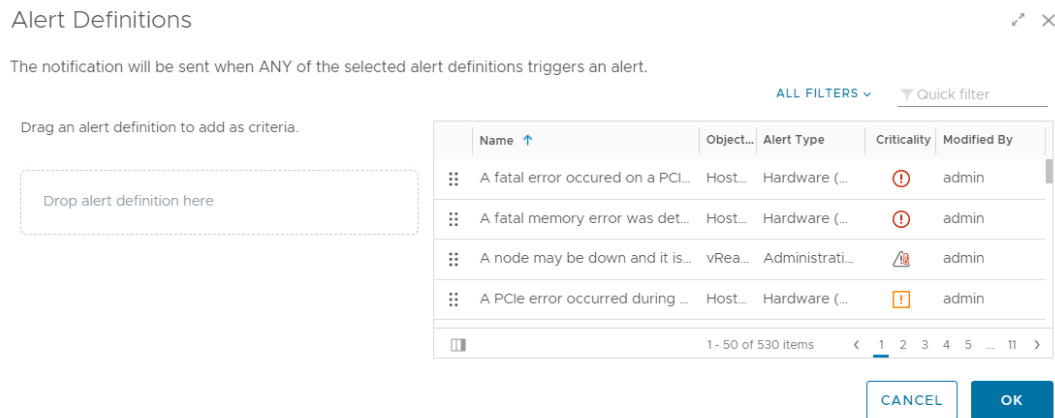 Alert Definitions
The notification will be sent when ANY of the selected alert definitions triggers an alert.
ALL FILTERS Quick filter
Drag an alert definition to add as criteria.
Drop alert definition here
Name Object... Alert Type Criticality Modified By
A fatal error occured on a PCI... Host... Hardware (... admin
A fatal memory error was det... Host... Hardware (... admin
A node may be down and it is... vRea... Administrati... admin
A PCIe error occurred during ... Host... Hardware (... admin
1 - 50 of 530 items 1 2 3 4 5 ... 11
CANCEL OK